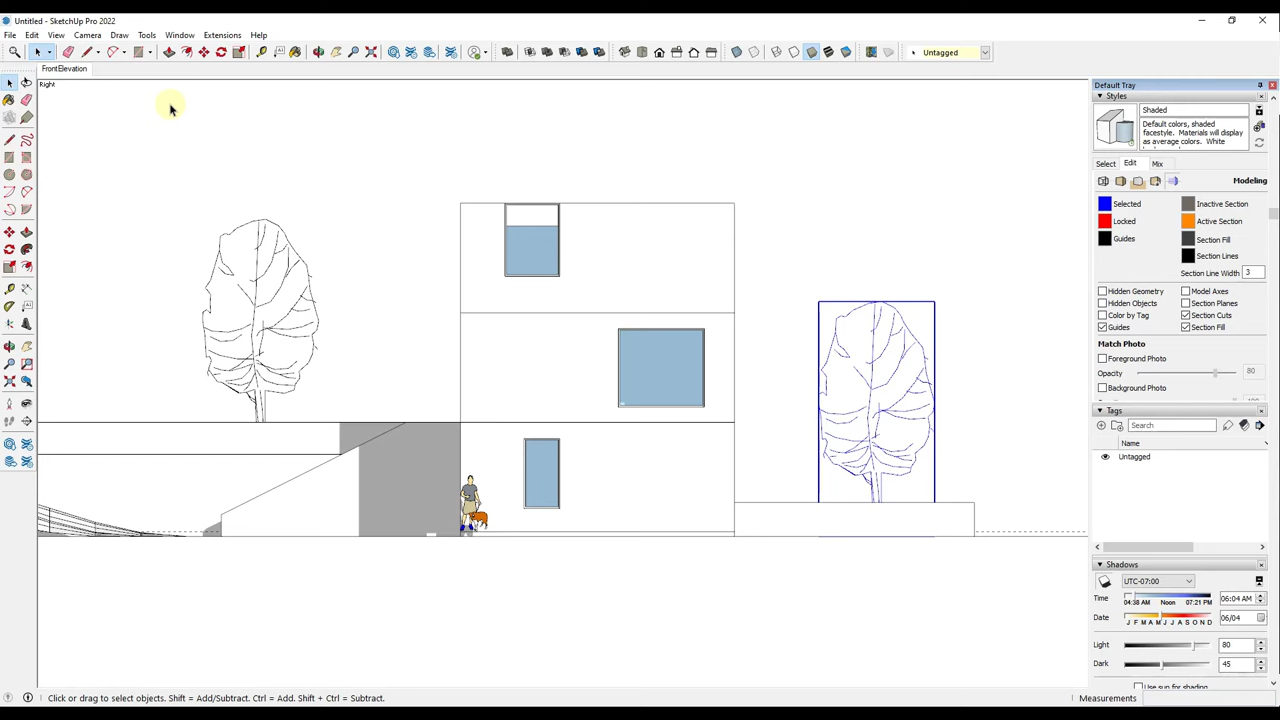 Untitled - SketchUp Pro 2022
File Edit View Camera Draw Tools Window Extensions Help
Untagged
FrontElevation
Right
Default Tray
Styles
Shaded
Default colors, shaded
facestyle. Materials will display
as average colors. White
Select Edit Mix
Modeling
Selected Inactive Section
Locked Active Section
Guides Section Fill
Section Lines
Section Line Width 3
Hidden Geometry Model Axes
Hidden Objects Section Planes
Color by Tag Section Cuts
Guides Section Fill
Match Photo
Foreground Photo
Opacity 80
Background Photo
Tags
Search
Name
Untagged
Shadows
UTC-07:00
Time 04:38 AM Noon 07:21 PM 06:04 AM
Date J F M A M J J A S O N D 06/04
Light 80
Dark 45
Use sun for shading
Click or drag to select objects. Shift = Add/Subtract. Ctrl = Add. Shift + Ctrl = Subtract.
Measurements